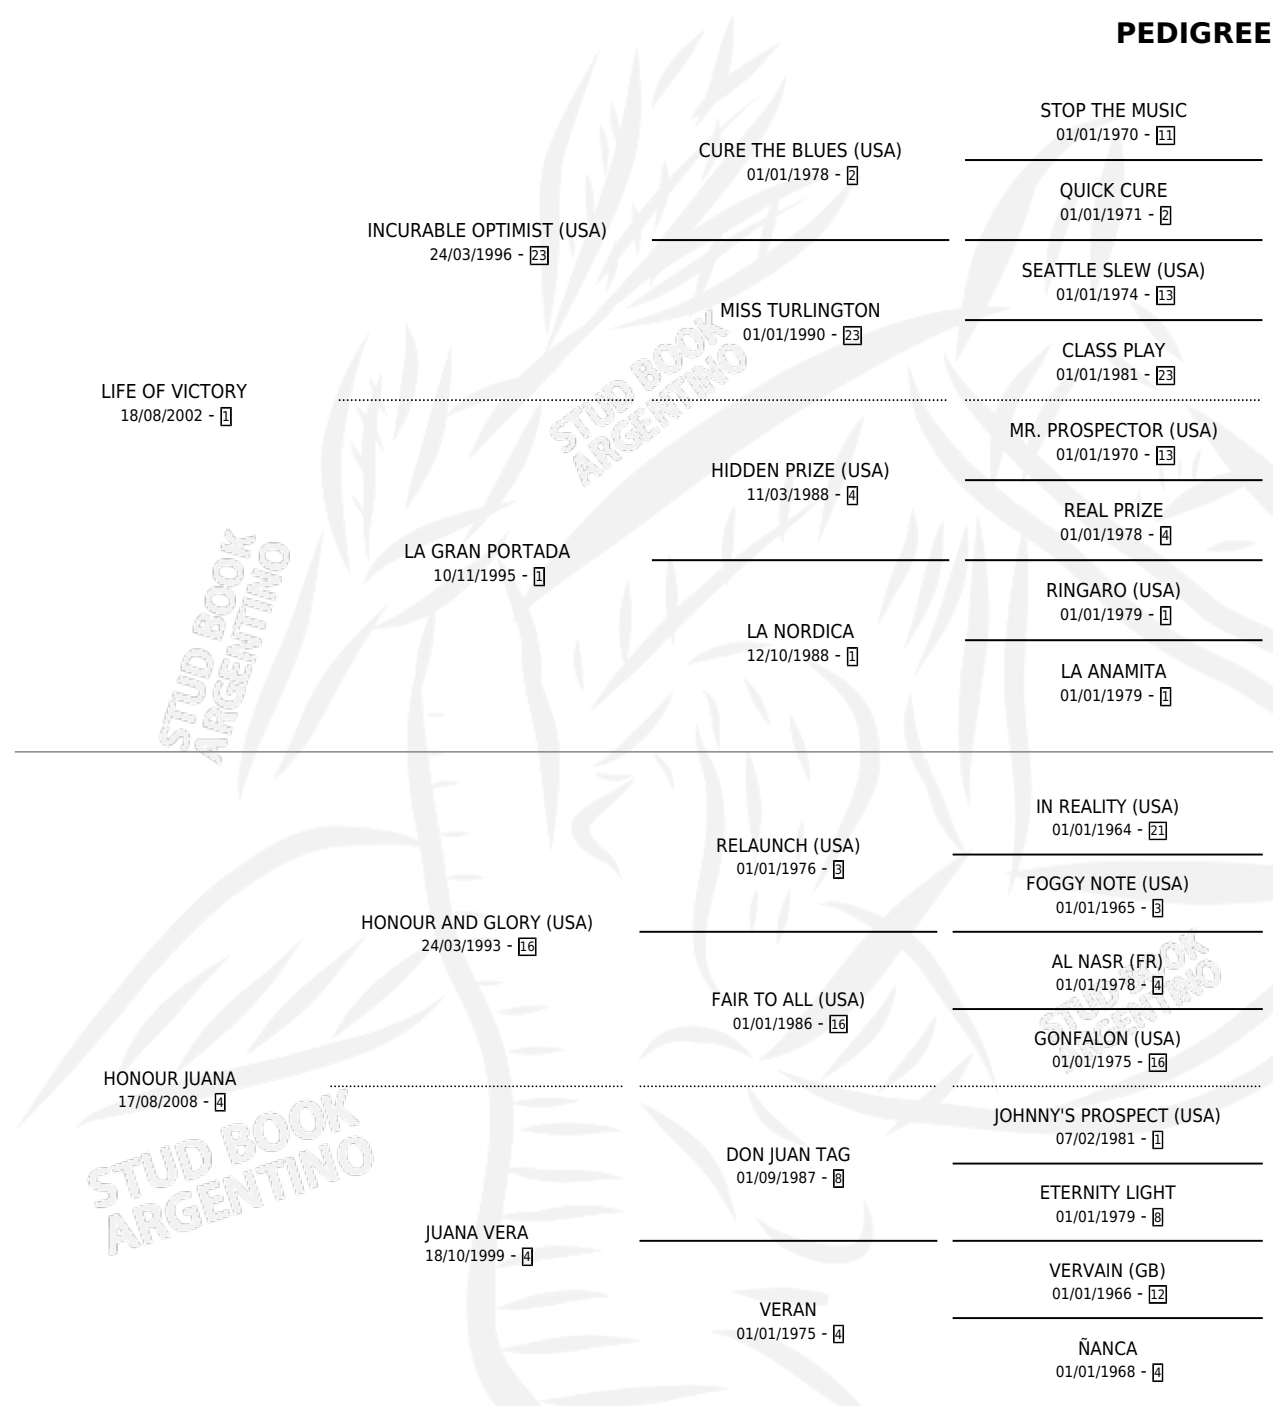 PEDIGREE
STOP THE MUSIC
01/01/1970 - 11
CURE THE BLUES (USA)
01/01/1978 - 2
QUICK CURE
01/01/1971 - 2
INCURABLE OPTIMIST (USA)
24/03/1996 - 23
SEATTLE SLEW (USA)
01/01/1974 - 13
MISS TURLINGTON
01/01/1990 - 23
CLASS PLAY
01/01/1981 - 23
LIFE OF VICTORY
18/08/2002 - 1
MR. PROSPECTOR (USA)
01/01/1970 - 13
HIDDEN PRIZE (USA)
11/03/1988 - 4
REAL PRIZE
01/01/1978 - 4
LA GRAN PORTADA
10/11/1995 - 1
RINGARO (USA)
01/01/1979 - 1
LA NORDICA
12/10/1988 - 1
LA ANAMITA
01/01/1979 - 1
STUD BOOK
ARGENTINO
STUD BOOK
ARGENTINO
IN REALITY (USA)
01/01/1964 - 21
RELAUNCH (USA)
01/01/1976 - 3
FOGGY NOTE (USA)
01/01/1965 - 3
HONOUR AND GLORY (USA)
24/03/1993 - 16
AL NASR (FR)
01/01/1978 - 4
FAIR TO ALL (USA)
01/01/1986 - 16
GONFALON (USA)
01/01/1975 - 16
HONOUR JUANA
17/08/2008 - 4
JOHNNY'S PROSPECT (USA)
07/02/1981 - 1
DON JUAN TAG
01/09/1987 - 8
ETERNITY LIGHT
01/01/1979 - 8
JUANA VERA
18/10/1999 - 4
VERVAIN (GB)
01/01/1966 - 12
VERAN
01/01/1975 - 4
ÑANCA
01/01/1968 - 4
STUD BOOK
ARGENTINO
STUD BOOK
ARGENTINO